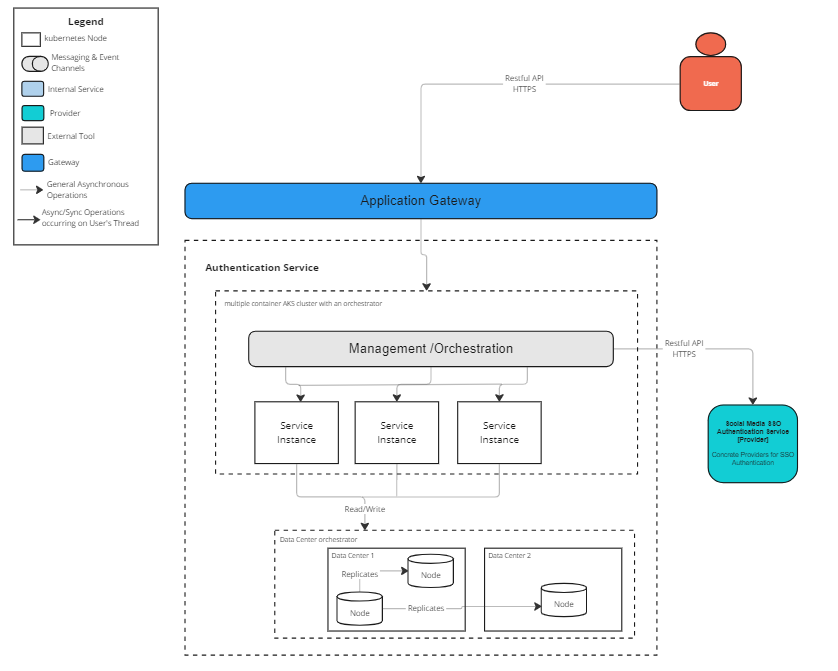 Legend
kubernetes Node
Messaging & Event
Channels
Internal Service
Provider
External Tool
Gateway
General Asynchronous
Operations
Async/Sync Operations
occurring on User's Thread
User
Restful API
HTTPS
Application Gateway
Authentication Service
multiple container AKS cluster with an orchestrator
Management /Orchestration
Restful API
HTTPS
Service
Instance
Service
Instance
Service
Instance
Social Media SSO
Authentication Service
[Provider]
Concrete Providers for SSO
Authentication
Read/Write
Data Center orchestrator
Data Center 1
Data Center 2
Replicates
Node
Node
Replicates
Node